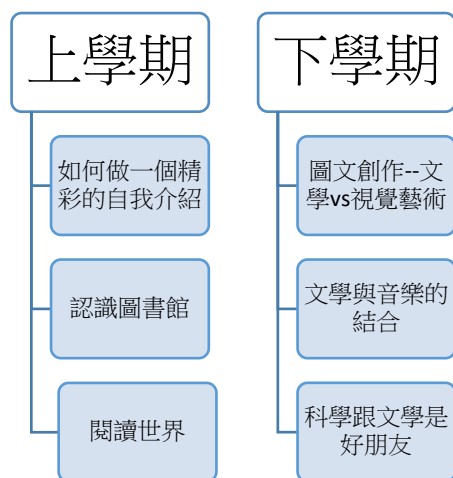 上學期
如何做一個精
彩的自我介紹
認識圖書館
閱讀世界
下學期
圖文創作--文
學vs視覺藝術
文學與音樂的
結合
科學跟文學是
好朋友